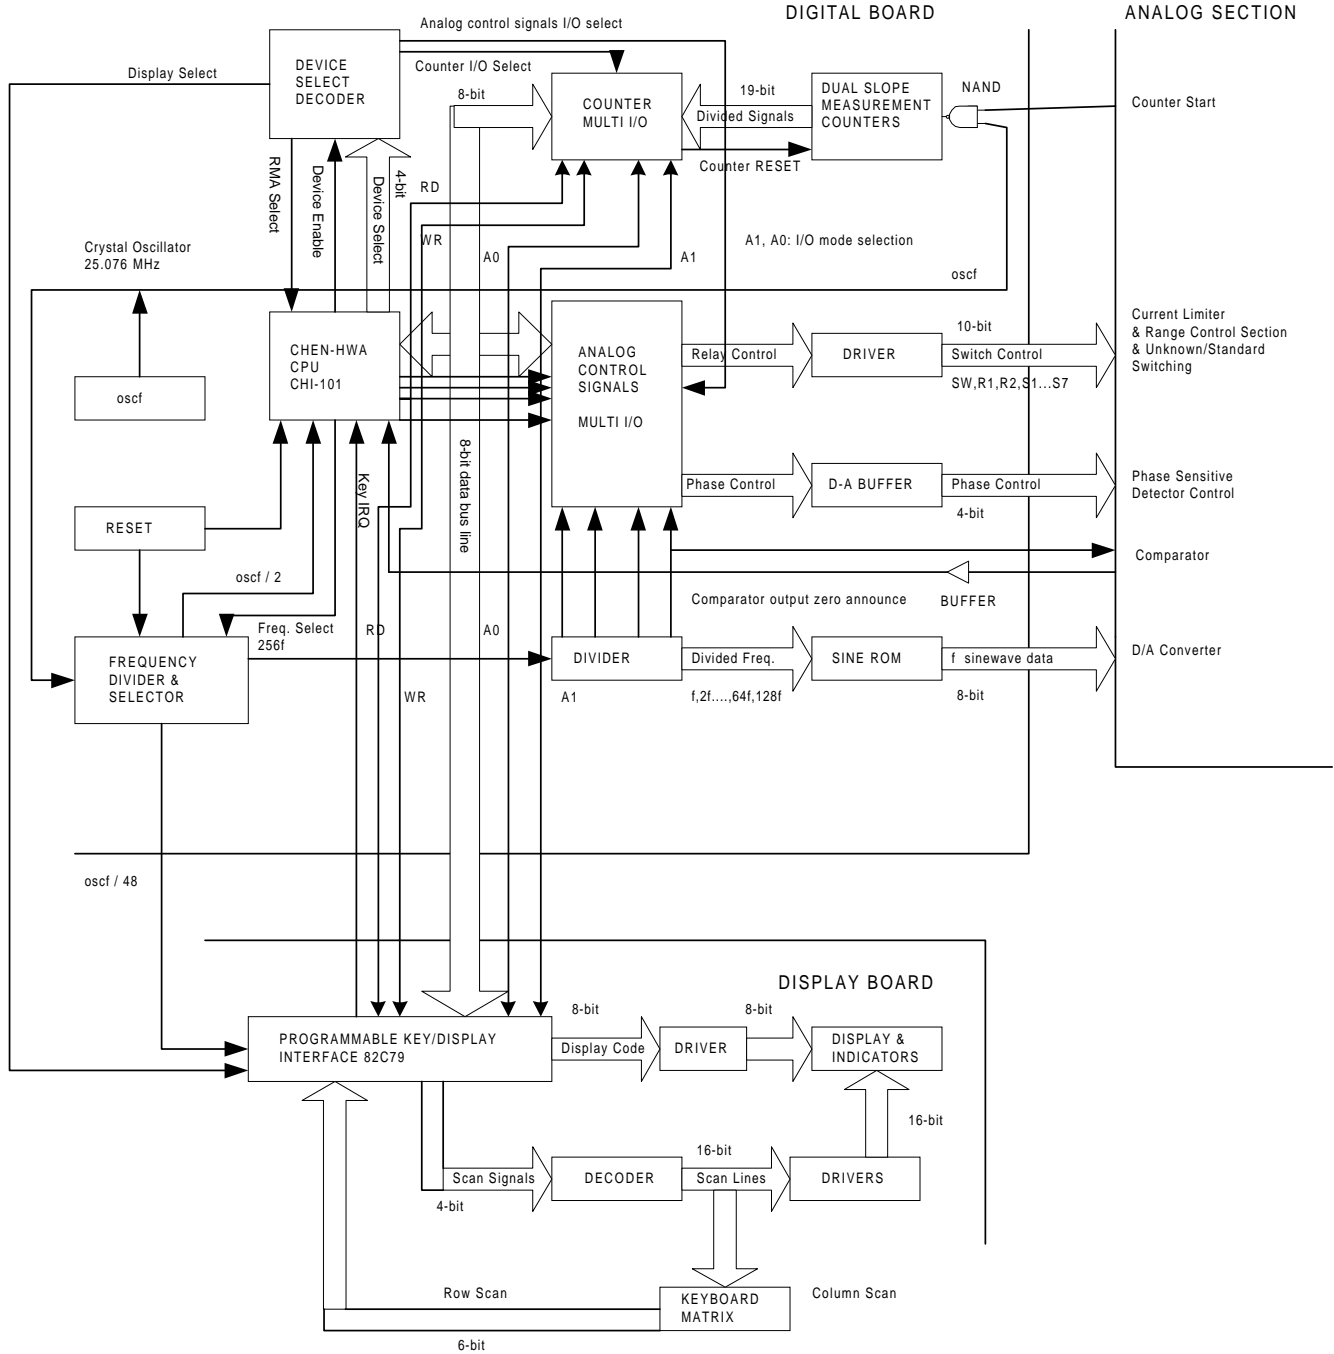 DIGITAL BOARD
ANALOG SECTION
Analog control signals I/O select
Display Select
DEVICE
SELECT
DECODER
Counter I/O Select
8-bit
COUNTER
MULTI I/O
19-bit
Divided Signals
DUAL SLOPE
MEASUREMENT
COUNTERS
NAND
Counter Start
Counter RESET
RMA Select
Device Enable
Device Select
4-bit
RD
WR
A0
A1
A1, A0: I/O mode selection
Crystal Oscillator
25.076 MHz
oscf
oscf
CHEN-HWA
CPU
CHI-101
ANALOG
CONTROL
SIGNALS
MULTI I/O
Relay Control
DRIVER
10-bit
Switch Control
SW,R1,R2,S1...S7
Current Limiter
& Range Control Section
& Unknown/Standard
Switching
Key IRQ
8-bit data bus line
Phase Control
D-A BUFFER
Phase Control
4-bit
Phase Sensitive
Detector Control
RESET
Comparator
oscf / 2
Comparator output zero announce
BUFFER
Freq. Select
256f
RD
A0
FREQUENCY
DIVIDER &
SELECTOR
DIVIDER
Divided Freq.
SINE ROM
f sinewave data
D/A Converter
WR
A1
f,2f....,64f,128f
8-bit
oscf / 48
DISPLAY BOARD
PROGRAMMABLE KEY/DISPLAY
INTERFACE 82C79
8-bit
Display Code
DRIVER
8-bit
DISPLAY &
INDICATORS
16-bit
Scan Signals
4-bit
DECODER
16-bit
Scan Lines
DRIVERS
Row Scan
6-bit
KEYBOARD
MATRIX
Column Scan